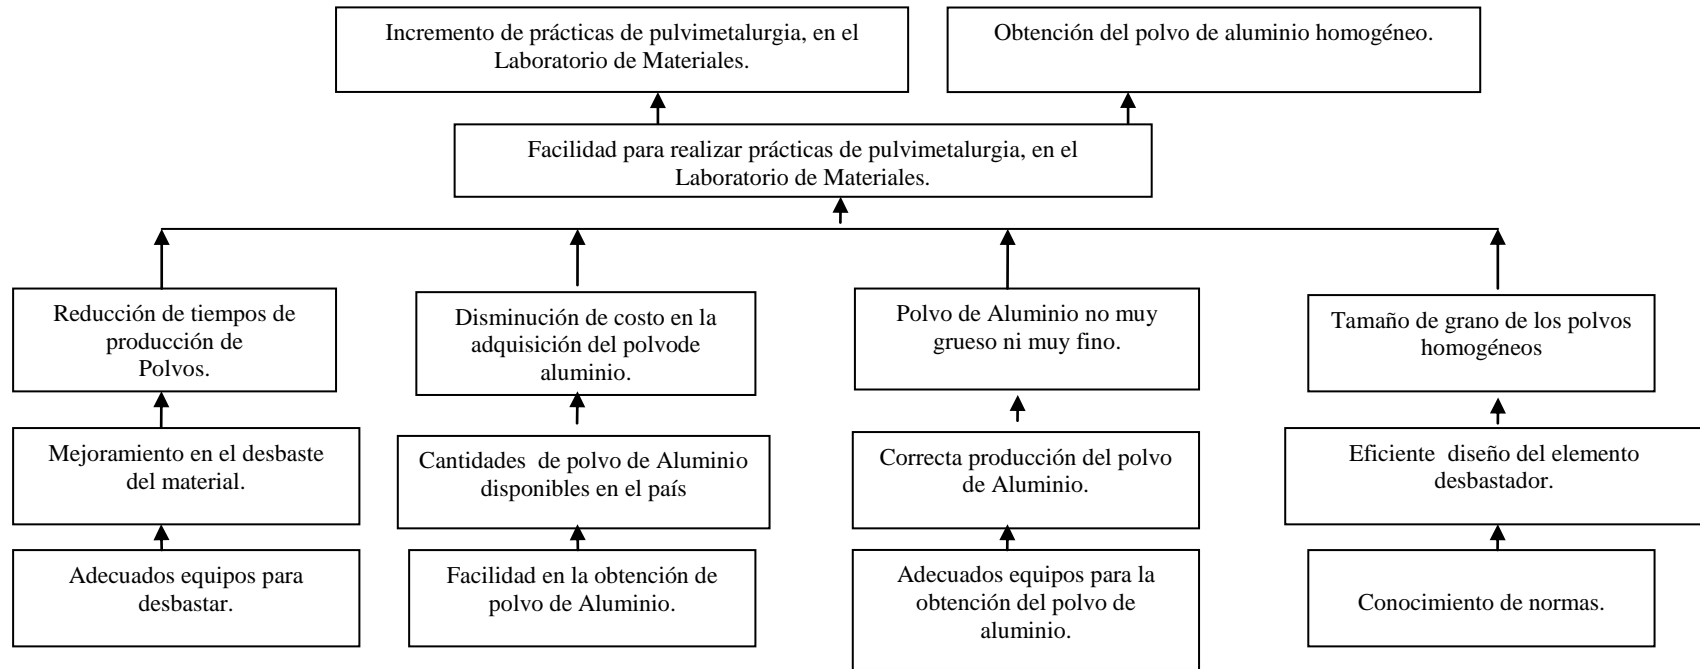 Incremento de prácticas de pulvimetalurgia, en el
Laboratorio de Materiales.
Obtención del polvo de aluminio homogéneo.
Facilidad para realizar prácticas de pulvimetalurgia, en el
Laboratorio de Materiales.
Reducción de tiempos de
producción de
Polvos.
Disminución de costo en la
adquisición del polvode
aluminio.
Polvo de Aluminio no muy
grueso ni muy fino.
Tamaño de grano de los polvos
homogéneos
Mejoramiento en el desbaste
del material.
Cantidades de polvo de Aluminio
disponibles en el país
Correcta producción del polvo
de Aluminio.
Eficiente diseño del elemento
desbastador.
Adecuados equipos para
desbastar.
Facilidad en la obtención de
polvo de Aluminio.
Adecuados equipos para la
obtención del polvo de
aluminio.
Conocimiento de normas.